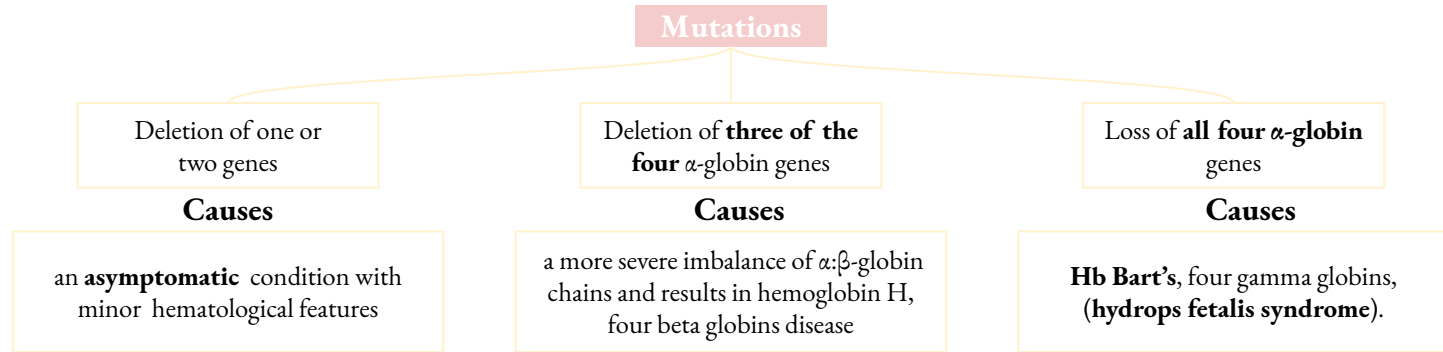 Mutations
Deletion of one or
two genes
Causes
an asymptomatic condition with
minor hematological features
Deletion of three of the
four α-globin genes
Causes
a more severe imbalance of α:β-globin
chains and results in hemoglobin H,
four beta globins disease
Loss of all four α-globin
genes
Causes
Hb Bart’s, four gamma globins,
(hydrops fetalis syndrome).